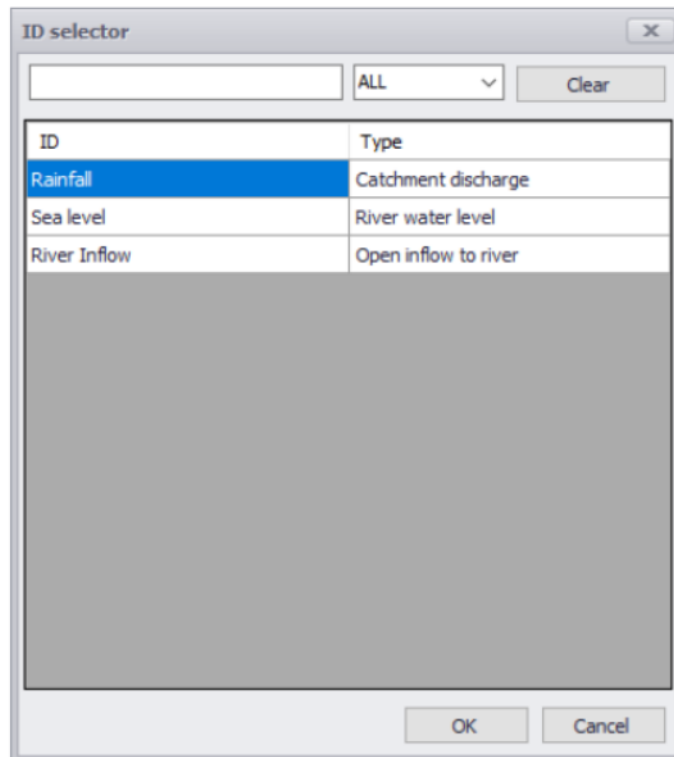 ID selector
ALL Clear
ID Type
Rainfall Catchment discharge
Sea level River water level
River Inflow Open inflow to river
OK Cancel